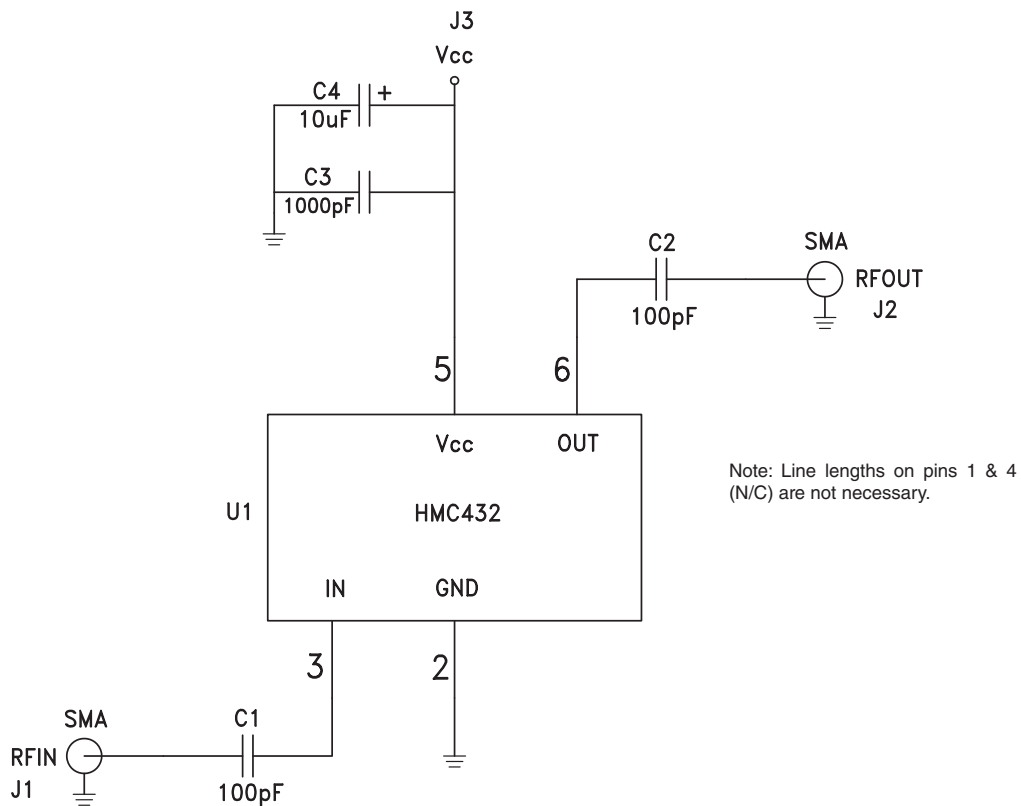 J3
Vcc
C4
+
10uF
C3
1000pF
C2
100pF
SMA
RFOUT
J2
5
6
Vcc
OUT
U1
HMC432
IN
GND
Note: Line lengths on pins 1 & 4
(N/C) are not necessary.
3
2
SMA
RFIN
J1
C1
100pF